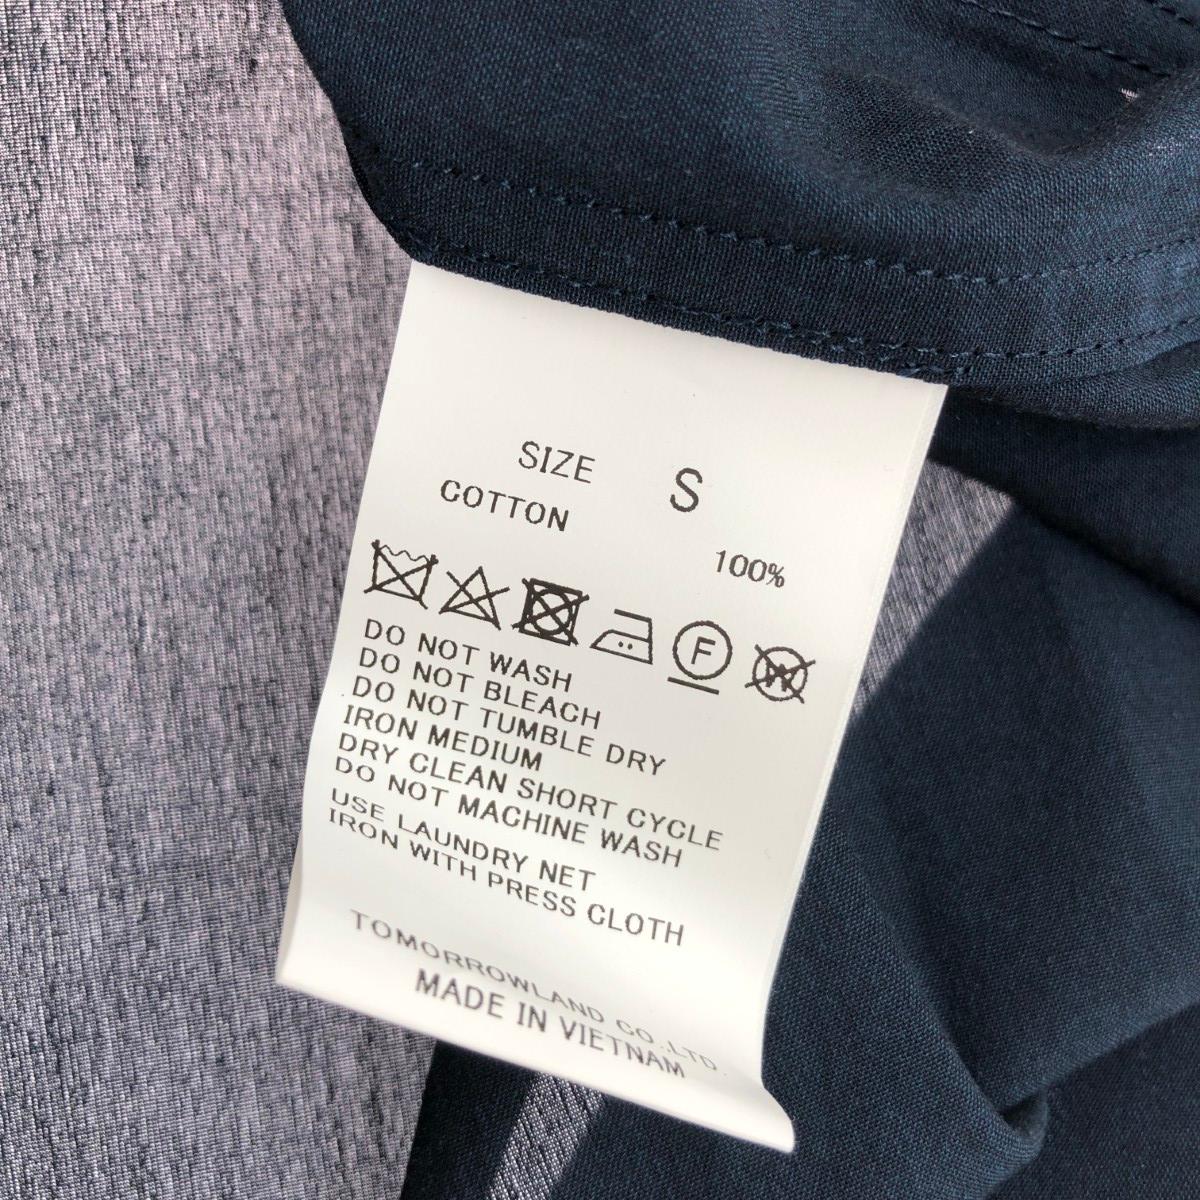 SIZE S
COTTON
100%
F
W
DO NOT WASH
DO NOT BLEACH
DO NOT TUMBLE DRY
IRON MEDIUM
DRY CLEAN SHORT CYCLE
DO NOT MACHINE WASH
USE LAUNDRY NET
IRON WITH PRESS CLOTH
TOMORROWLAND CO.,LTD.
MADE IN VIETNAM